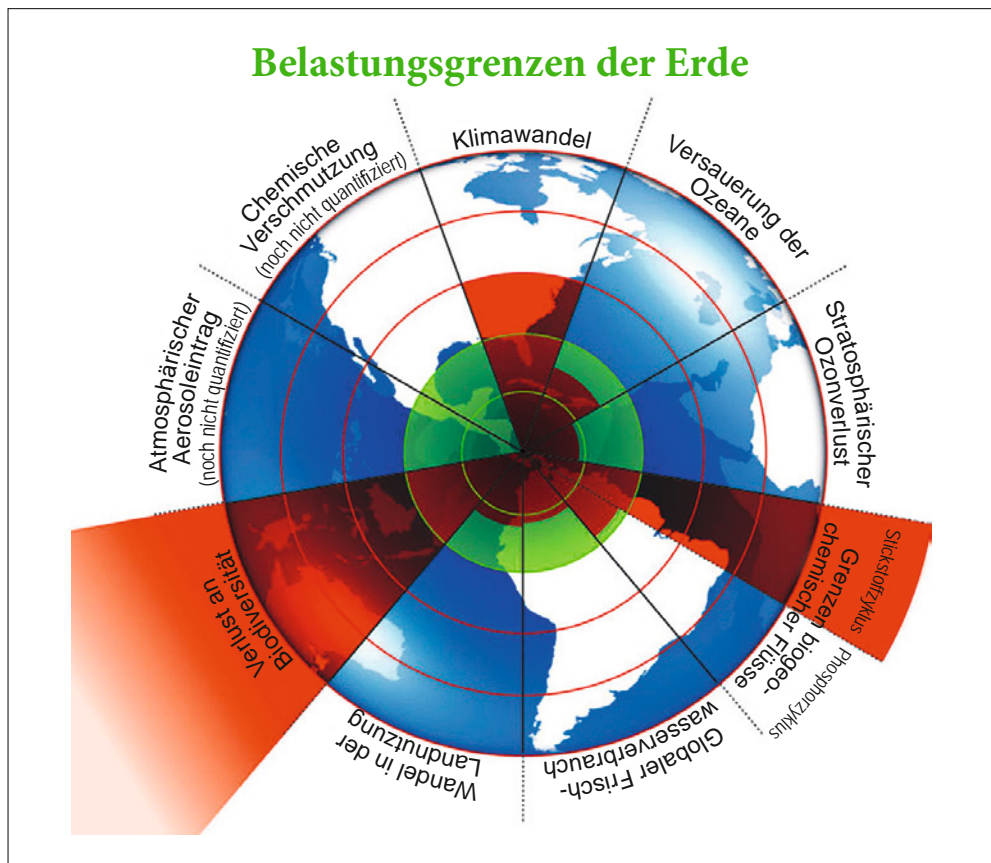 Belastungsgrenzen der Erde
Klimawandel
Versauerung der
Ozeane
Stratosphärischer
Ozonverlust
Stickstoffzyklus
Grenzen biogeo-
chemischer Flüsse
Phosphorzyklus
Globaler Frisch-
wasserverbrauch
Wandel in der
Landnutzung
Verlust an
Biodiversität
Atmosphärischer
Aerosoleintrag
(noch nicht quantifiziert)
Chemische
Verschmutzung
(noch nicht quantifiziert)